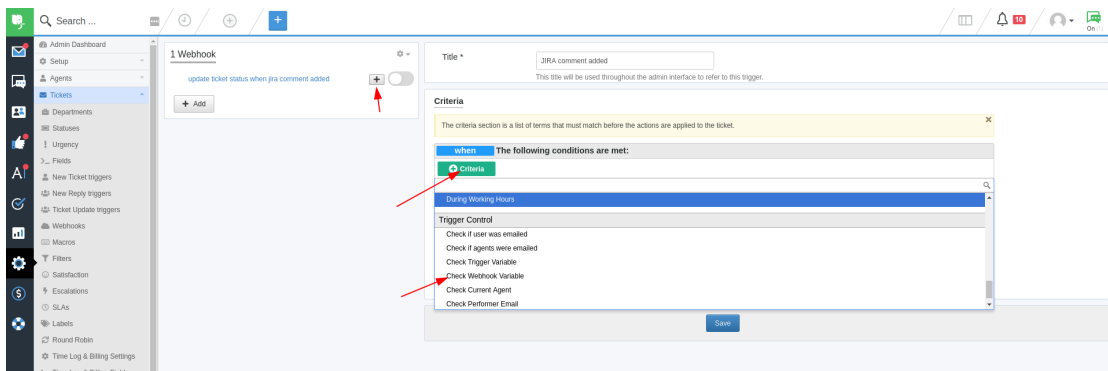 Search ...
10
On
Admin Dashboard
Setup
Agents
Tickets
Departments
Statuses
Urgency
Fields
New Ticket triggers
New Reply triggers
Ticket Update triggers
Webhooks
Macros
Filters
Satisfaction
Escalations
SLAs
Labels
Round Robin
Time Log & Billing Settings
1 Webhook
update ticket status when jira comment added
Add
Title *
JIRA comment added
This title will be used throughout the admin interface to refer to this trigger.
Criteria
The criteria section is a list of terms that must match before the actions are applied to the ticket.
when The following conditions are met:
Criteria
During Working Hours
Trigger Control
Check if user was emailed
Check if agents were emailed
Check Trigger Variable
Check Webhook Variable
Check Current Agent
Check Performer Email
Save